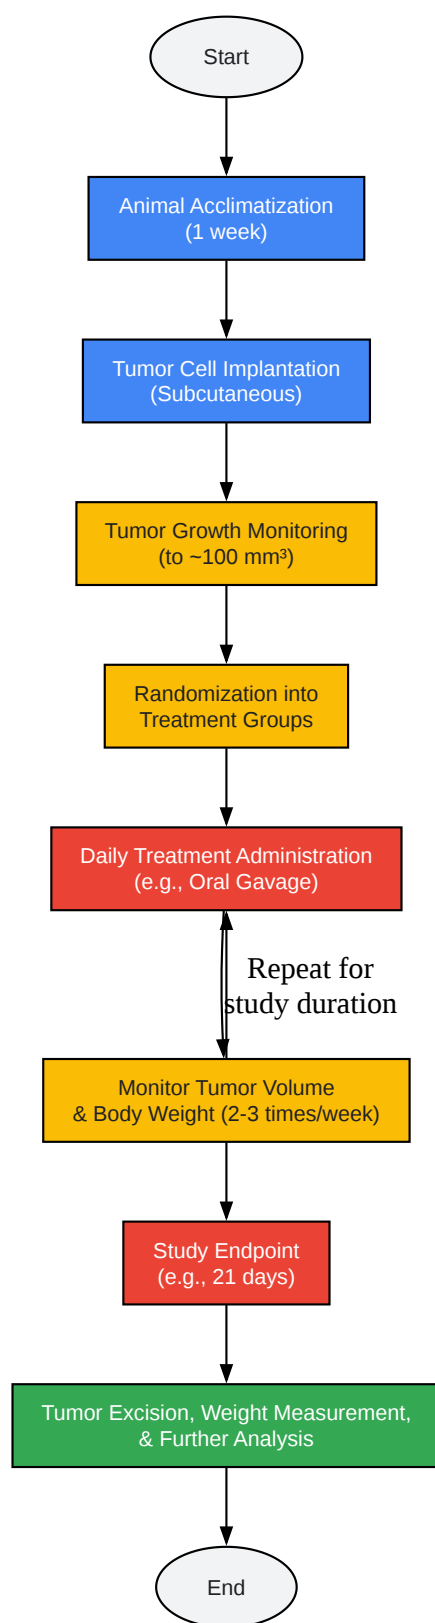 Start
Animal Acclimatization
(1 week)
Tumor Cell Implantation
(Subcutaneous)
Tumor Growth Monitoring
(to ~100 mm³)
Randomization into
Treatment Groups
Daily Treatment Administration
(e.g., Oral Gavage)
Repeat for
study duration
Monitor Tumor Volume
& Body Weight (2-3 times/week)
Study Endpoint
(e.g., 21 days)
Tumor Excision, Weight Measurement,
& Further Analysis
End